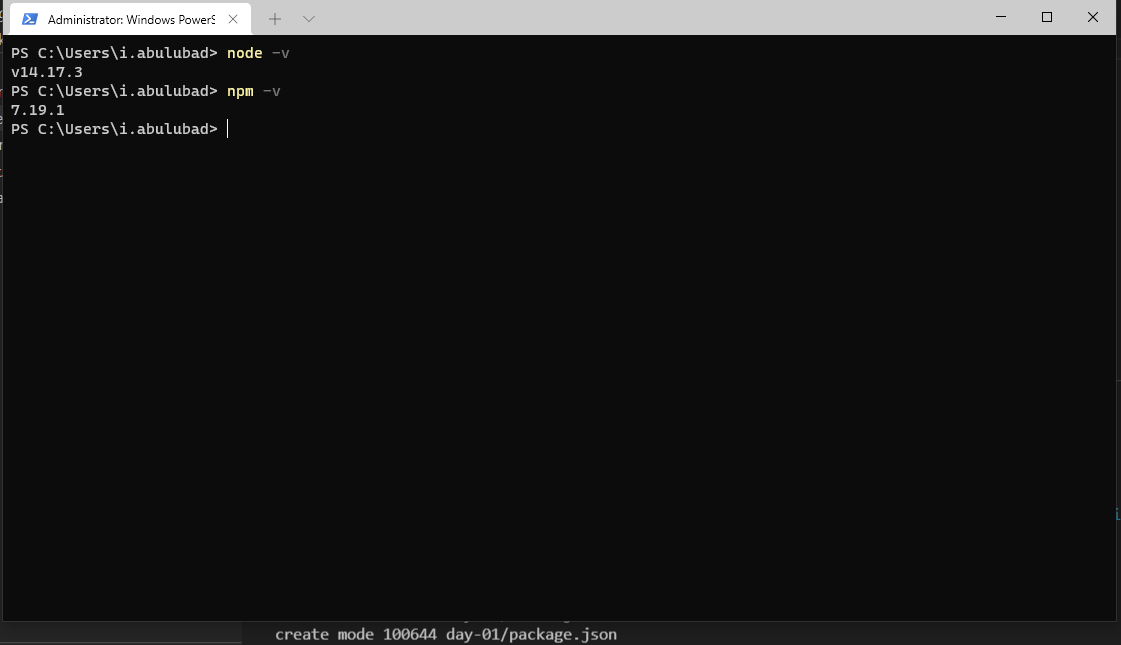 Administrator: Windows PowerS
PS C:\Users\i.abulubad> node -v
v14.17.3
PS C:\Users\i.abulubad> npm -v
7.19.1
PS C:\Users\i.abulubad>
create mode 100644 day-01/package.json